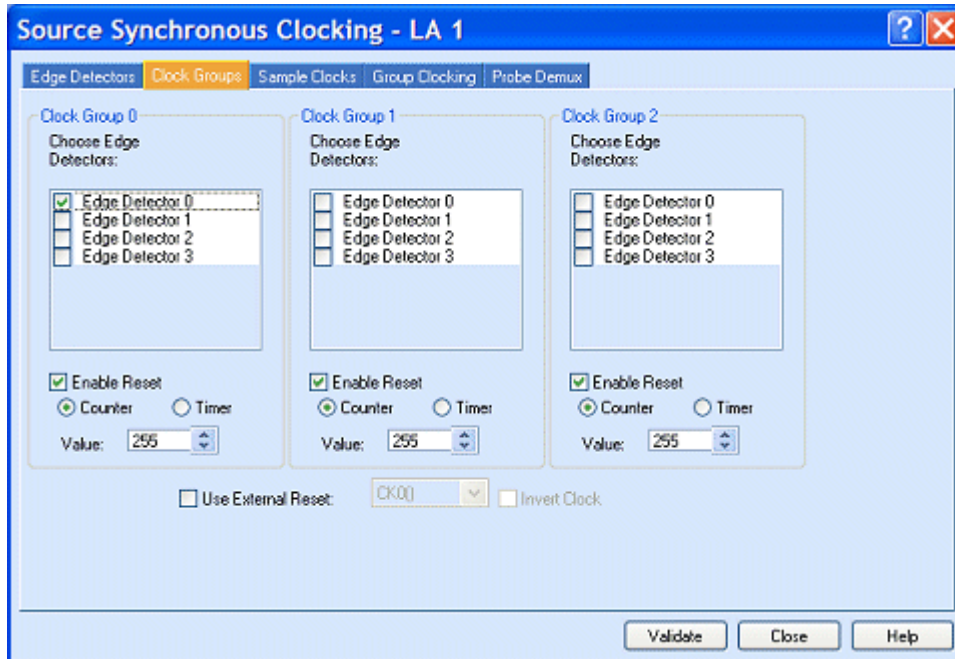 Source Synchronous Clocking - LA 1
Edge Detectors Clock Groups Sample Clocks Group Clocking Probe Demux
Clock Group 0
Choose Edge
Detectors:
Edge Detector 0
Edge Detector 1
Edge Detector 2
Edge Detector 3
Enable Reset
Counter Timer
Value: 255
Clock Group 1
Choose Edge
Detectors:
Edge Detector 0
Edge Detector 1
Edge Detector 2
Edge Detector 3
Enable Reset
Counter Timer
Value: 255
Clock Group 2
Choose Edge
Detectors:
Edge Detector 0
Edge Detector 1
Edge Detector 2
Edge Detector 3
Enable Reset
Counter Timer
Value: 255
Use External Reset: CK0() Invert Clock
Validate Close Help